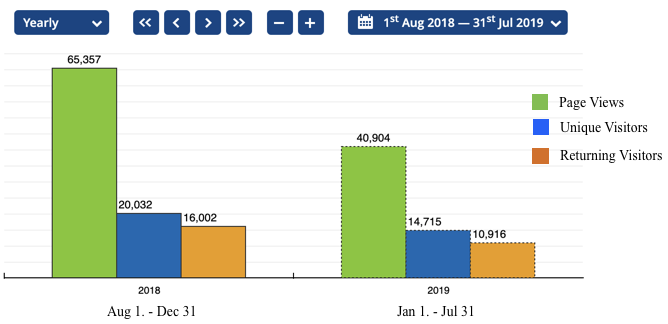 Yearly
1st Aug 2018 — 31st Jul 2019
65,357
20,032
16,002
40,904
14,715
10,916
Page Views
Unique Visitors
Returning Visitors
2018
2019
Aug 1. - Dec 31
Jan 1. - Jul 31